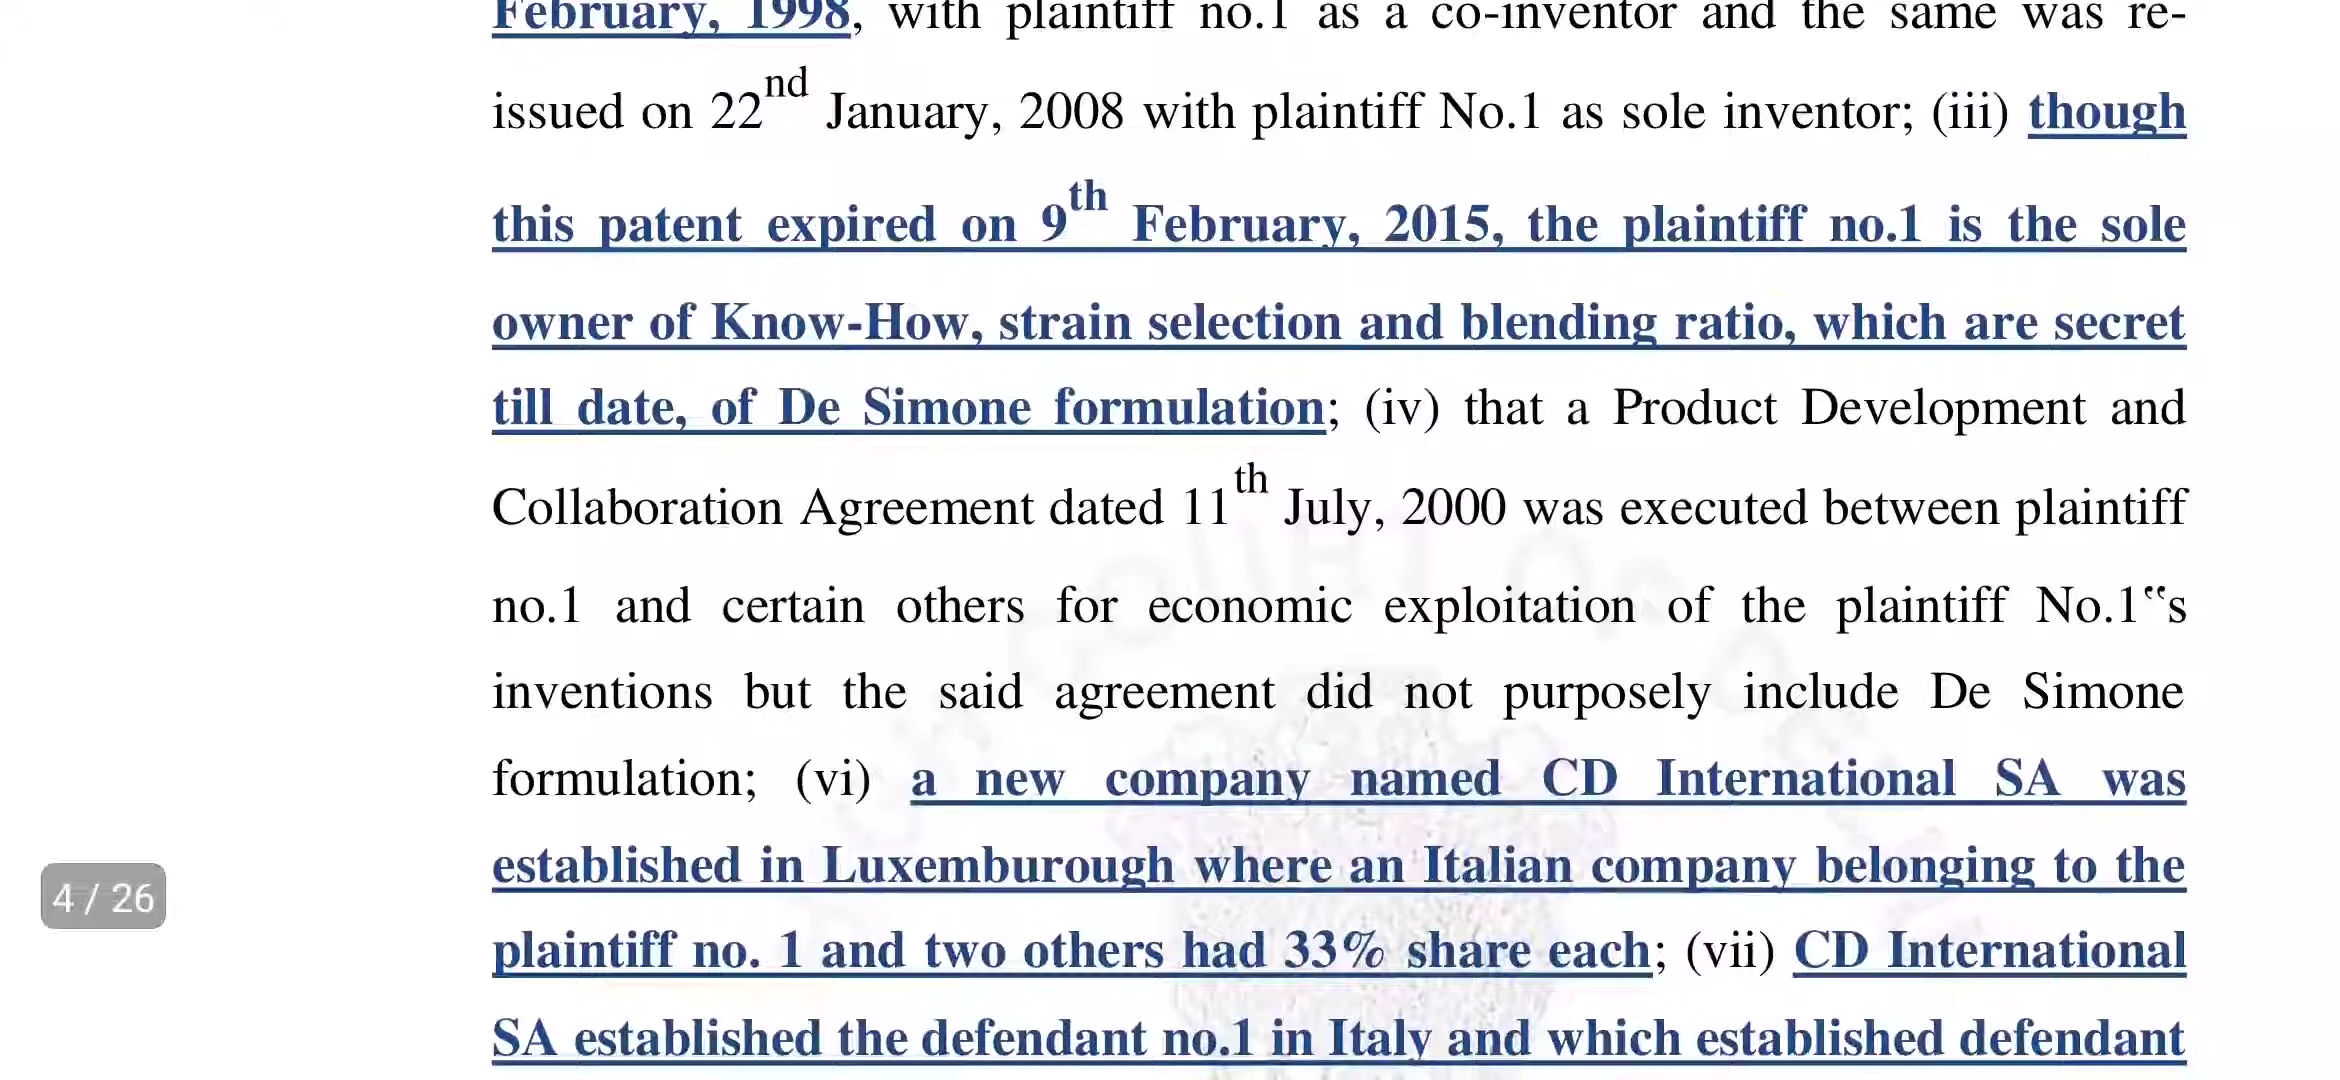 February, 1998, with plaintiff no.1 as a co-inventor and the same was re-
issued on 22nd January, 2008 with plaintiff No.1 as sole inventor; (iii) though
this patent expired on 9th February, 2015, the plaintiff no.1 is the sole
owner of Know-How, strain selection and blending ratio, which are secret
till date, of De Simone formulation; (iv) that a Product Development and
Collaboration Agreement dated 11th July, 2000 was executed between plaintiff
no.1 and certain others for economic exploitation of the plaintiff No.1‟s
inventions but the said agreement did not purposely include De Simone
formulation; (vi) a new company named CD International SA was
established in Luxemburough where an Italian company belonging to the
plaintiff no. 1 and two others had 33% share each; (vii) CD International
SA established the defendant no.1 in Italy and which established defendant
4 / 26